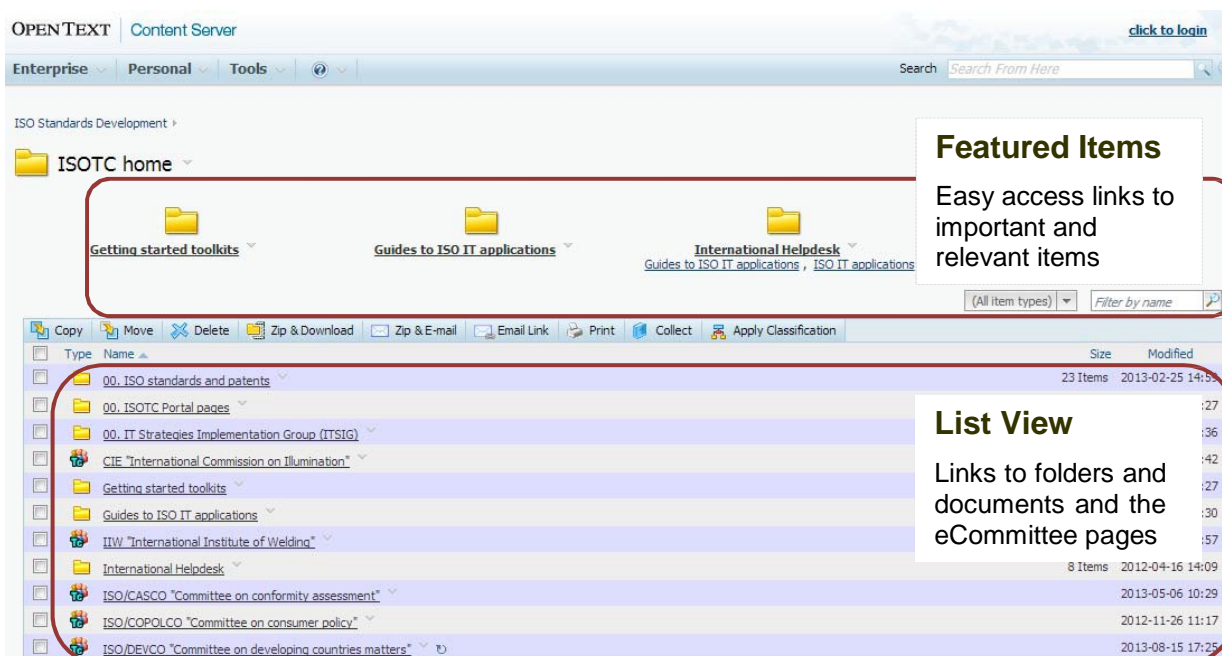 OPEN TEXT Content Server click to login
Enterprise Personal Tools Search Search From Here
ISO Standards Development
ISOTC home
Featured Items
Easy access links to
important and
relevant items
Getting started toolkits Guides to ISO IT applications International Helpdesk
Guides to ISO IT applications , ISO IT applications
(All item types) Filter by name
Copy Move Delete Zip & Download Zip & E-mail Email Link Print Collect Apply Classification
Type Name Size Modified
00. ISO standards and patents 23 Items 2013-02-25 14:59
00. ISOTC Portal pages :27
00. IT Strategies Implementation Group (ITSIG) :36
CIE "International Commission on Illumination" :42
Getting started toolkits :27
Guides to ISO IT applications :30
IIW "International Institute of Welding" :57
List View
Links to folders and
documents and the
eCommittee pages
International Helpdesk 8 Items 2012-04-16 14:09
ISO/CASCO "Committee on conformity assessment" 2013-05-06 10:29
ISO/COPOLCO "Committee on consumer policy" 2012-11-26 11:17
ISO/DEVCO "Committee on developing countries matters" 2013-08-15 17:25